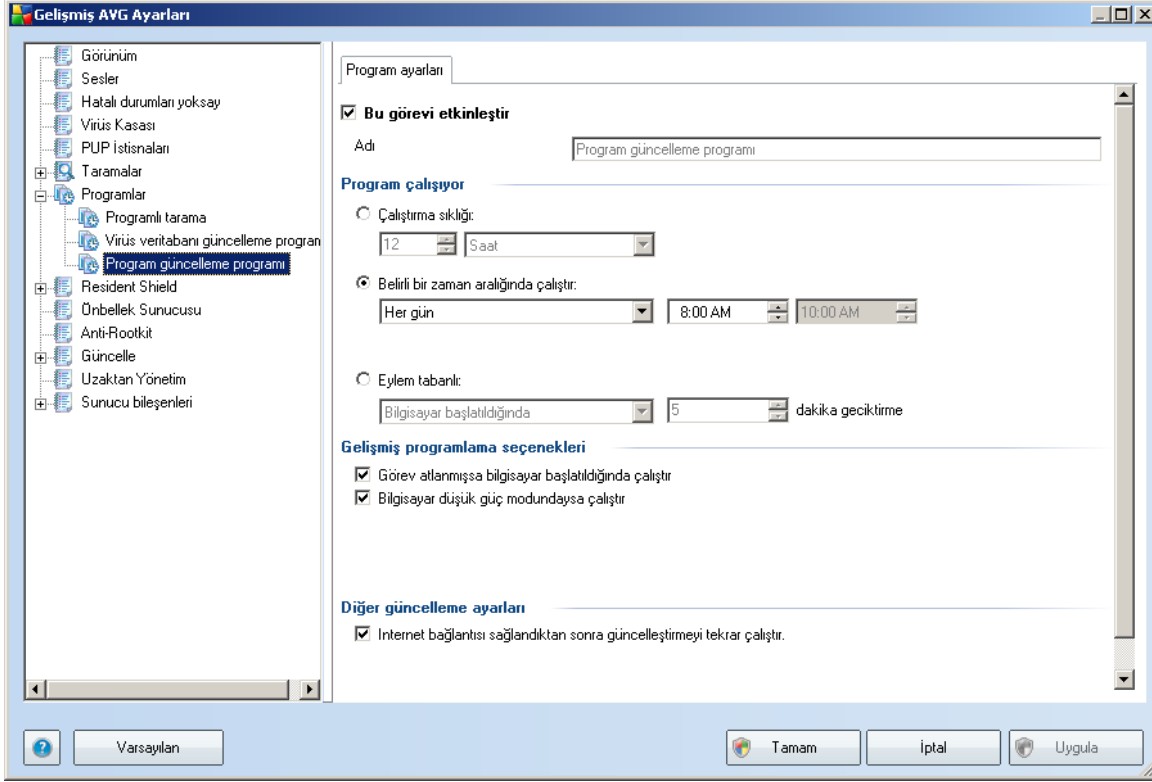 Gelişmiş AVG Ayarları
Görünüm
Sesler
Hatalı durumları yoksay
Virüs Kasası
PUP İstisnaları
Taramalar
Programlar
Programlı tarama
Virüs veritabanı güncelleme program
Program güncelleme programı
Resident Shield
Önbellek Sunucusu
Anti-Rootkit
Güncelle
Uzaktan Yönetim
Sunucu bileşenleri
Program ayarları
Bu görevi etkinleştir
Adı Program güncelleme programı
Program çalışıyor
Çalıştırma sıklığı:
12 Saat
Belirli bir zaman aralığında çalıştır:
Her gün 8:00 AM 10:00 AM
Eylem tabanlı:
Bilgisayar başlatıldığında 5 dakika geciktirme
Gelişmiş programlama seçenekleri
Görev atlanmışsa bilgisayar başlatıldığında çalıştır
Bilgisayar düşük güç modundaysa çalıştır
Diğer güncelleme ayarları
Internet bağlantısı sağlandıktan sonra güncelleştirmeyi tekrar çalıştır.
Varsayılan Tamam İptal Uygula